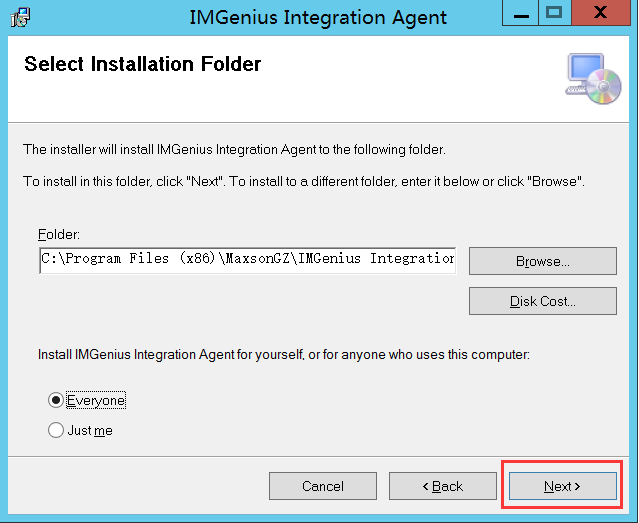 IMGenius Integration Agent
Select Installation Folder
The installer will install IMGenius Integration Agent to the following folder.
To install in this folder, click "Next". To install to a different folder, enter it below or click "Browse".
Folder:
C:\Program Files (x86)\MaxsonGZ\IMGenius Integration
Browse...
Disk Cost...
Install IMGenius Integration Agent for yourself, or for anyone who uses this computer:
Everyone
Just me
Cancel
< Back
Next >